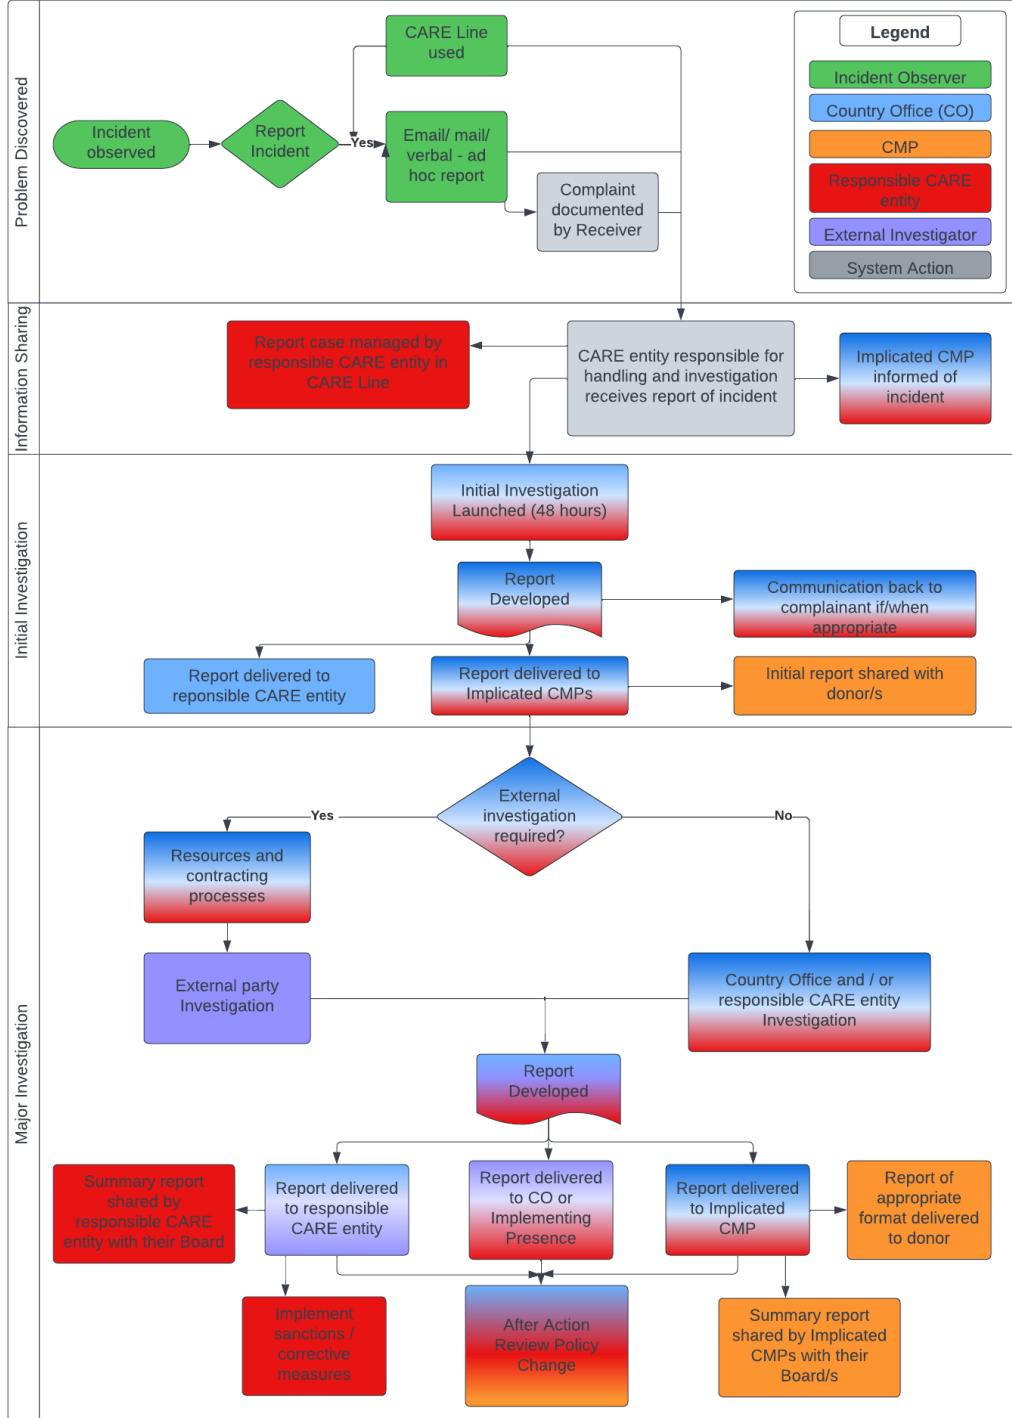 Problem Discovered
CARE Line
used
Incident
observed
Report
Incident
Yes
Email/ mail/
verbal - ad
hoc report
Complaint
documented
by Receiver
Legend
Incident Observer
Country Office (CO)
CMP
Responsible CARE
entity
External Investigator
System Action
Information Sharing
Report case managed by
responsible CARE entity in
CARE Line
CARE entity responsible for
handling and investigation
receives report of incident
Implicated CMP
informed of
incident
Initial Investigation
Initial Investigation
Launched (48 hours)
Report
Developed
Communication back to
complainant if/when
appropriate
Report delivered to
reponsible CARE entity
Report delivered to
Implicated CMPs
Initial report shared with
donor/s
Major Investigation
External
investigation
required?
Yes
No
Resources and
contracting
processes
External party
Investigation
Country Office and / or
responsible CARE entity
Investigation
Report
Developed
Summary report
shared by
responsible CARE
entity with their Board
Report delivered
to responsible
CARE entity
Report delivered
to CO or
Implementing
Presence
Report delivered
to Implicated
CMP
Report of
appropriate
format delivered
to donor
Implement
sanctions /
corrective
measures
After Action
Review Policy
Change
Summary report
shared by Implicated
CMPs with their
Board/s